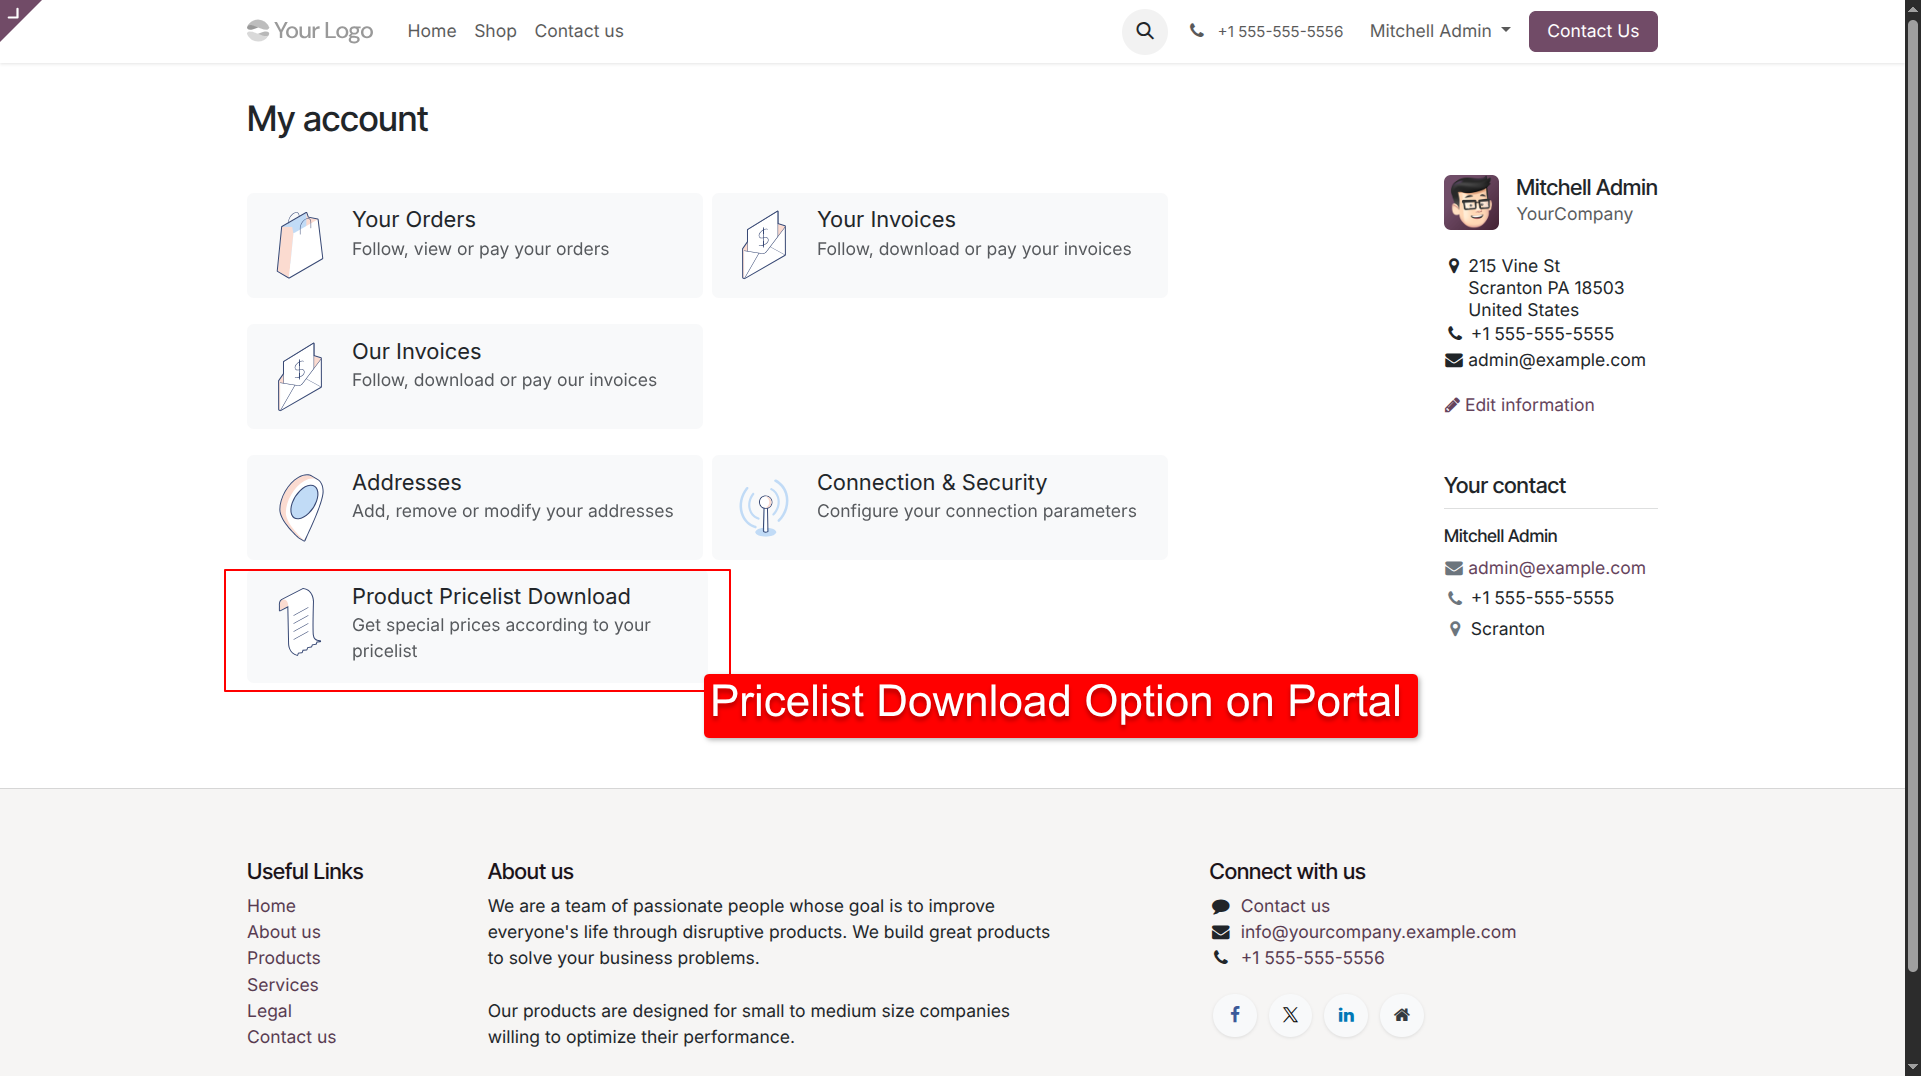 Your Logo
Home
Shop
Contact us
+1 555-555-5556
Mitchell Admin
Contact Us
My account
Your Orders
Follow, view or pay your orders
Your Invoices
Follow, download or pay your invoices
Our Invoices
Follow, download or pay our invoices
Addresses
Add, remove or modify your addresses
Connection & Security
Configure your connection parameters
Product Pricelist Download
Get special prices according to your
pricelist
Pricelist Download Option on Portal
Mitchell Admin
YourCompany
215 Vine St
Scranton PA 18503
United States
+1 555-555-5555
admin@example.com
Edit information
Your contact
Mitchell Admin
admin@example.com
+1 555-555-5555
Scranton
Useful Links
Home
About us
Products
Services
Legal
Contact us
About us
We are a team of passionate people whose goal is to improve
everyone's life through disruptive products. We build great products
to solve your business problems.
Our products are designed for small to medium size companies
willing to optimize their performance.
Connect with us
Contact us
info@yourcompany.example.com
+1 555-555-5556